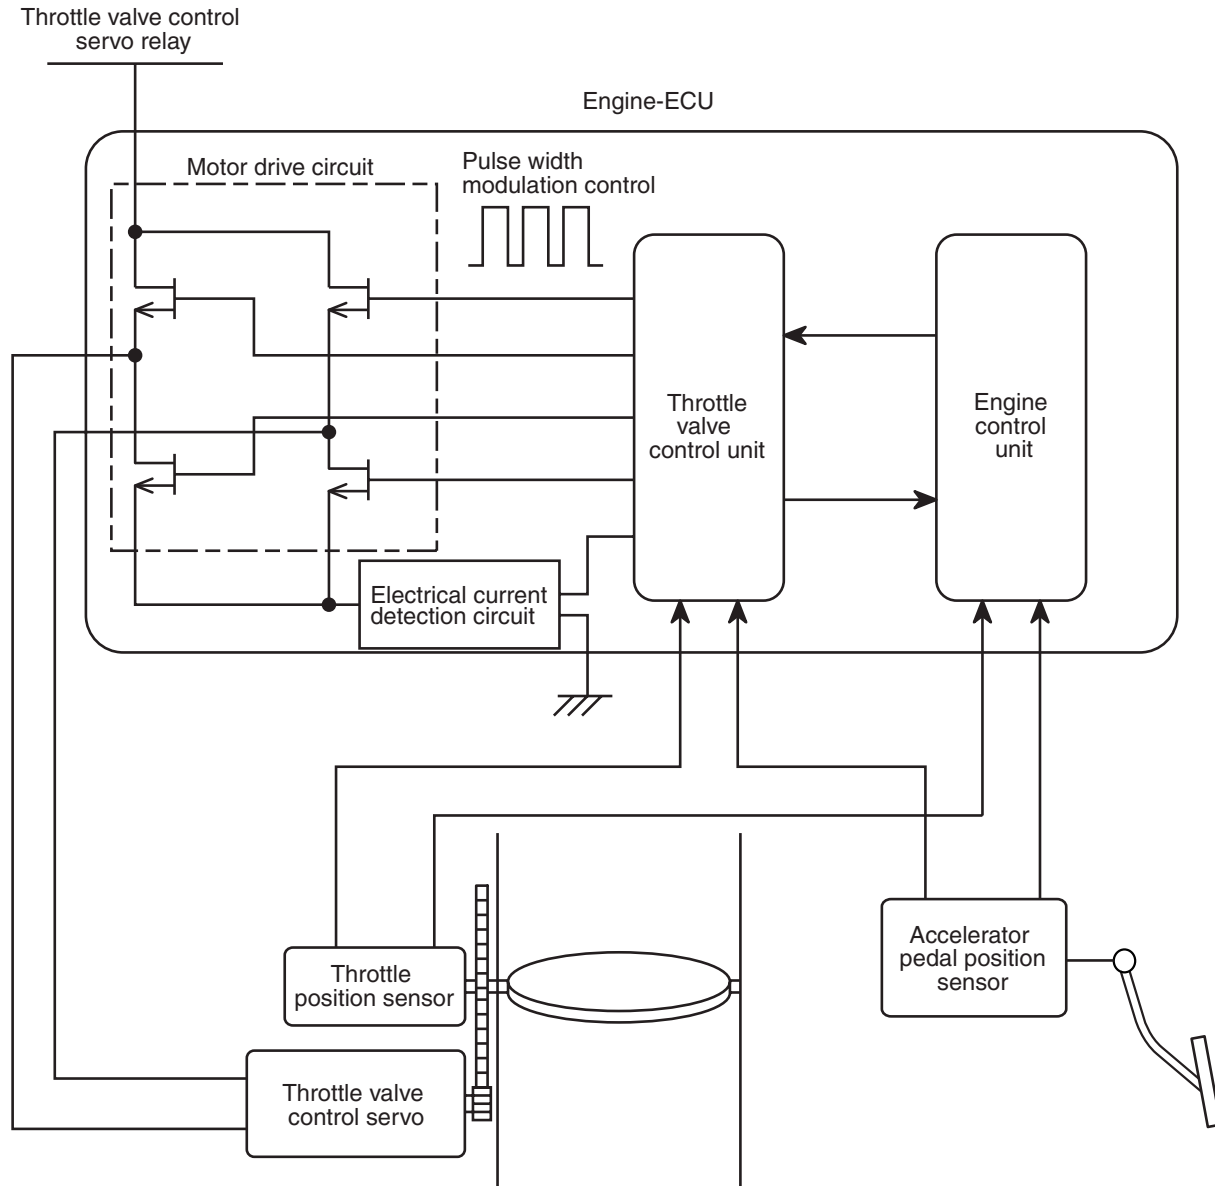 Throttle valve control
servo relay
Engine-ECU
Motor drive circuit
Pulse width
modulation control
Throttle
valve
control unit
Engine
control
unit
Electrical current
detection circuit
Throttle
position sensor
Accelerator
pedal position
sensor
Throttle valve
control servo